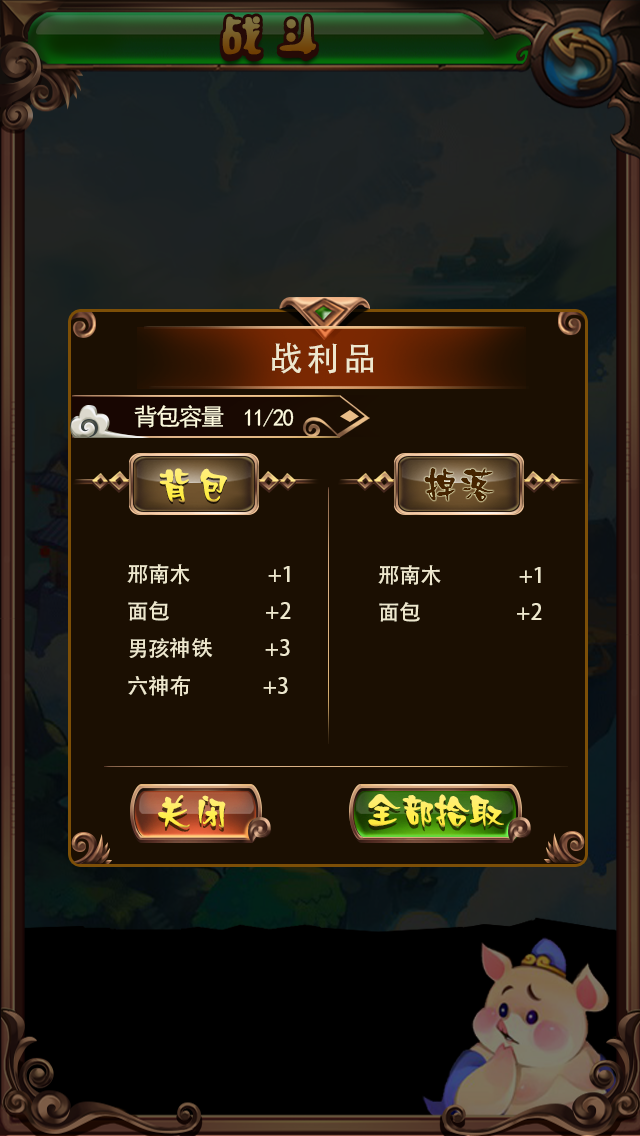 战斗
战利品
背包容量 11/20
背包 掉落
邢南木 +1 邢南木 +1
面包 +2 面包 +2
男孩神铁 +3
六神布 +3
关闭 全部拾取